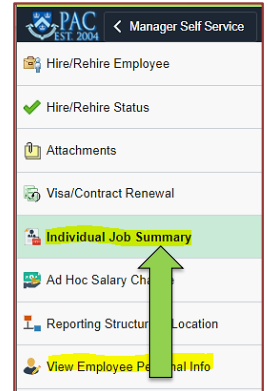 PAC
EST. 2004
Manager Self Service
Hire/Rehire Employee
Hire/Rehire Status
Attachments
Visa/Contract Renewal
Individual Job Summary
Ad Hoc Salary
Reporting Location
View Employee Info